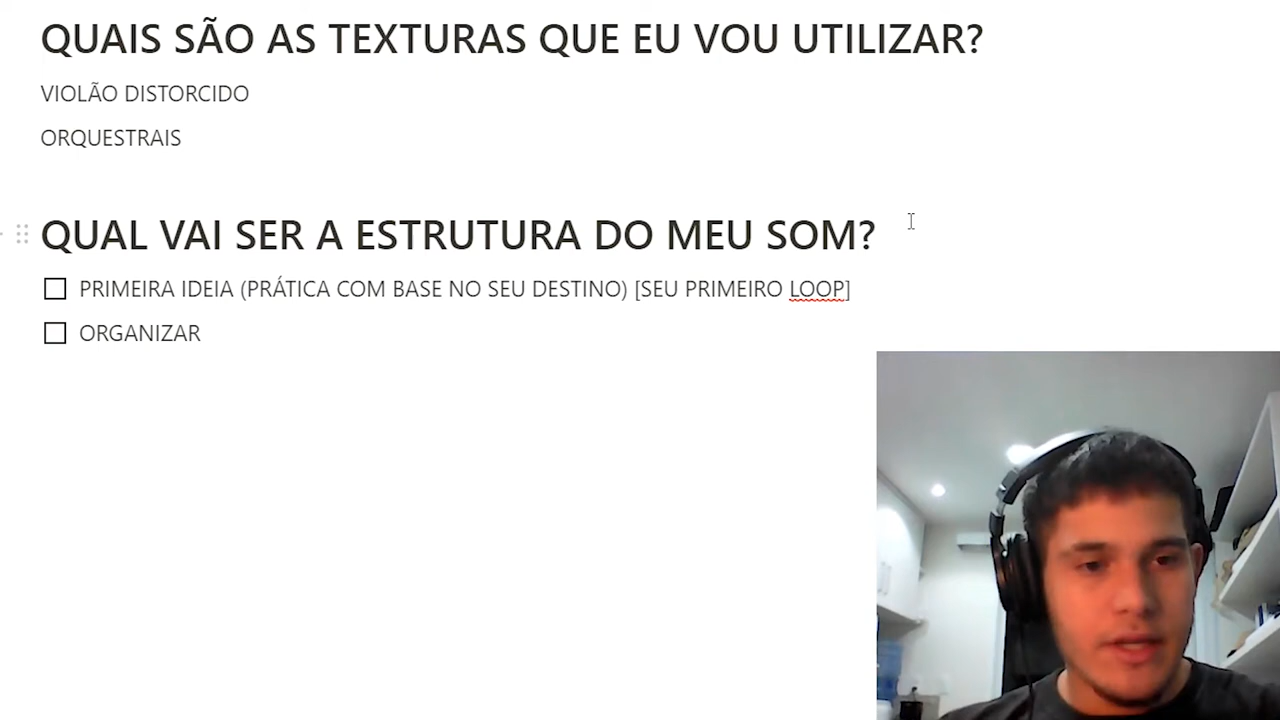 QUAIS SÃO AS TEXTURAS QUE EU VOU UTILIZAR?
VIOLÃO DISTORCIDO
ORQUESTRAIS
QUAL VAI SER A ESTRUTURA DO MEU SOM?
PRIMEIRA IDEIA (PRÁTICA COM BASE NO SEU DESTINO) [SEU PRIMEIRO LOOP]
ORGANIZAR